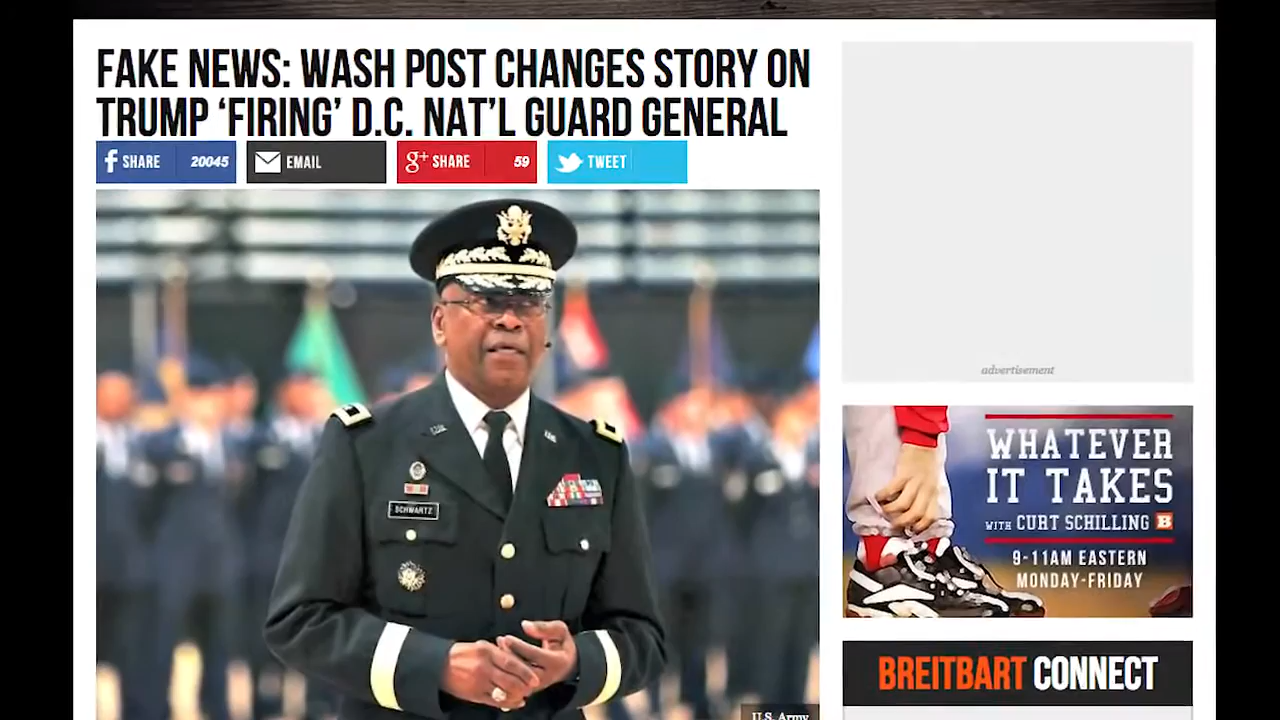 FAKE NEWS: WASH POST CHANGES STORY ON
TRUMP ‘FIRING’ D.C. NAT’L GUARD GENERAL
f SHARE 20045
EMAIL
g+ SHARE 59
TWEET
SCHWARTZ
U.S. Army
advertisement
WHATEVER
IT TAKES
WITH CURT SCHILLING B
9-11AM EASTERN
MONDAY-FRIDAY
BREITBART CONNECT